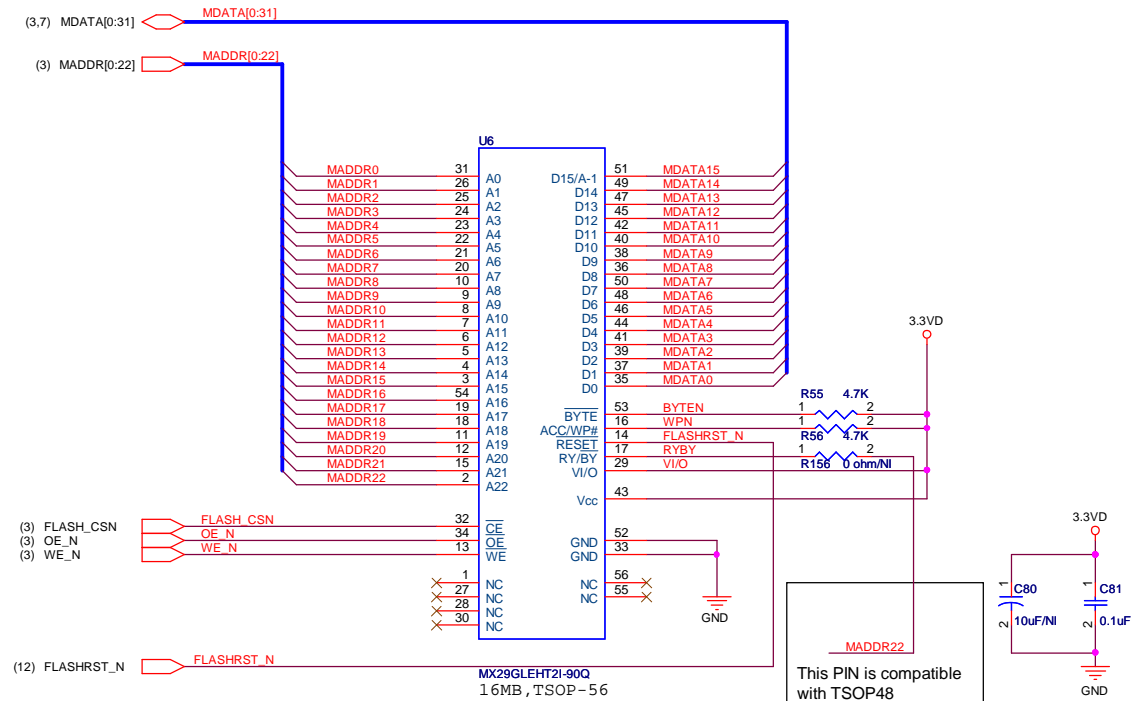 (3,7) MDATA[0:31] MDATA[0:31]
(3) MADDR[0:22] MADDR[0:22]
U6
MADDR0 31 A0 D15/A-1 51 MDATA15
MADDR1 26 A1 D14 49 MDATA14
MADDR2 25 A2 D13 47 MDATA13
MADDR3 24 A3 D12 45 MDATA12
MADDR4 23 A4 D11 42 MDATA11
MADDR5 22 A5 D10 40 MDATA10
MADDR6 21 A6 D9 38 MDATA9
MADDR7 20 A7 D8 36 MDATA8
MADDR8 10 A8 D7 50 MDATA7
MADDR9 9 A9 D6 48 MDATA6
MADDR10 8 A10 D5 46 MDATA5
MADDR11 7 A11 D4 44 MDATA4
MADDR12 6 A12 D3 41 MDATA3
MADDR13 5 A13 D2 39 MDATA2
MADDR14 4 A14 D1 37 MDATA1
MADDR15 3 A15 D0 35 MDATA0
MADDR16 54 A16
MADDR17 19 A17 BYTE 53 BYTEN 1 R55 4.7K 2
MADDR18 18 A18 ACC/WP# 16 WPN 1 R56 4.7K 2
MADDR19 11 A19 RESET 14 FLASHRST_N
MADDR20 12 A20 RY/BY 17 RYBY 1 R156 0 ohm/NI 2
MADDR21 15 A21 VI/O 29 VI/O
MADDR22 2 A22
Vcc 43
3.3VD
(3) FLASH_CSN FLASH_CSN 32 CE
(3) OE_N OE_N 34 OE GND 52
(3) WE_N WE_N 13 WE GND 33
1 NC NC 56
27 NC NC 55
28 NC
30 NC
GND
3.3VD
1 C80 2 10uF/NI
1 C81 2 0.1uF
GND
(12) FLASHRST_N FLASHRST_N
MX29GLEHT2I-90Q
16MB,TSOP-56
MADDR22
This PIN is compatible
with TSOP48